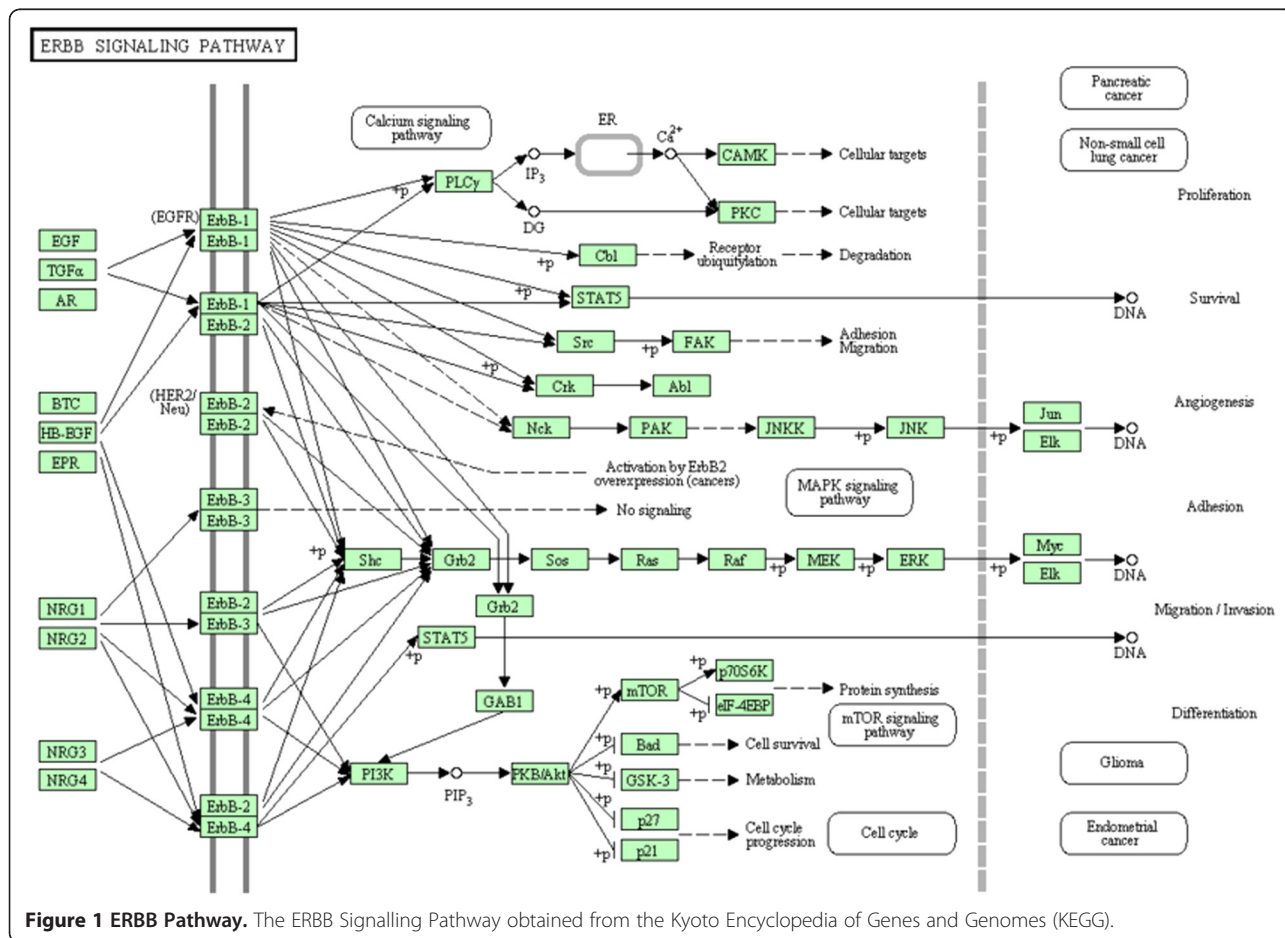 ERBB SIGNALING PATHWAY
Pancreatic
cancer
Calcium signaling
pathway
ER
Ca2+
CAMK
Cellular targets
Non-small cell
lung cancer
IP3
+p
PLCγ
Proliferation
(EGFR)
ErbB-1
ErbB-1
DG
PKC
Cellular targets
EGF
TGFα
AR
+p
Cbl
Receptor
ubiquitylation
Degradation
ErbB-1
ErbB-2
+p
STAT5
DNA
Survival
Src
+p
FAK
Adhesion
Migration
+p
Crk
Abl
BTC
HB-EGF
EPR
(HER2/
Neu)
ErbB-2
ErbB-2
Nck
PAK
JNKK
+p
JNK
+p
Jun
Elk
DNA
Angiogenesis
Activation by ErbB2
overexpression (cancers)
MAPK signaling
pathway
ErbB-3
ErbB-3
No signaling
Adhesion
+p
Shc
Grb2
Sos
Ras
Raf
+p
MEK
+p
ERK
+p
Myc
Elk
DNA
NRG1
NRG2
ErbB-2
ErbB-3
Grb2
Migration / Invasion
STAT5
+p
DNA
ErbB-4
ErbB-4
GAB1
+p
mTOR
+p
p70S6K
+p
eIF-4EBP
Protein synthesis
mTOR signaling
pathway
Differentiation
NRG3
NRG4
PI3K
PIP3
PKB/Akt
+p
Bad
Cell survival
+p
GSK-3
Metabolism
Glioma
ErbB-2
ErbB-4
+p
p27
+p
p21
Cell cycle
progression
Cell cycle
Endometrial
cancer
Figure 1 ERBB Pathway. The ERBB Signalling Pathway obtained from the Kyoto Encyclopedia of Genes and Genomes (KEGG).